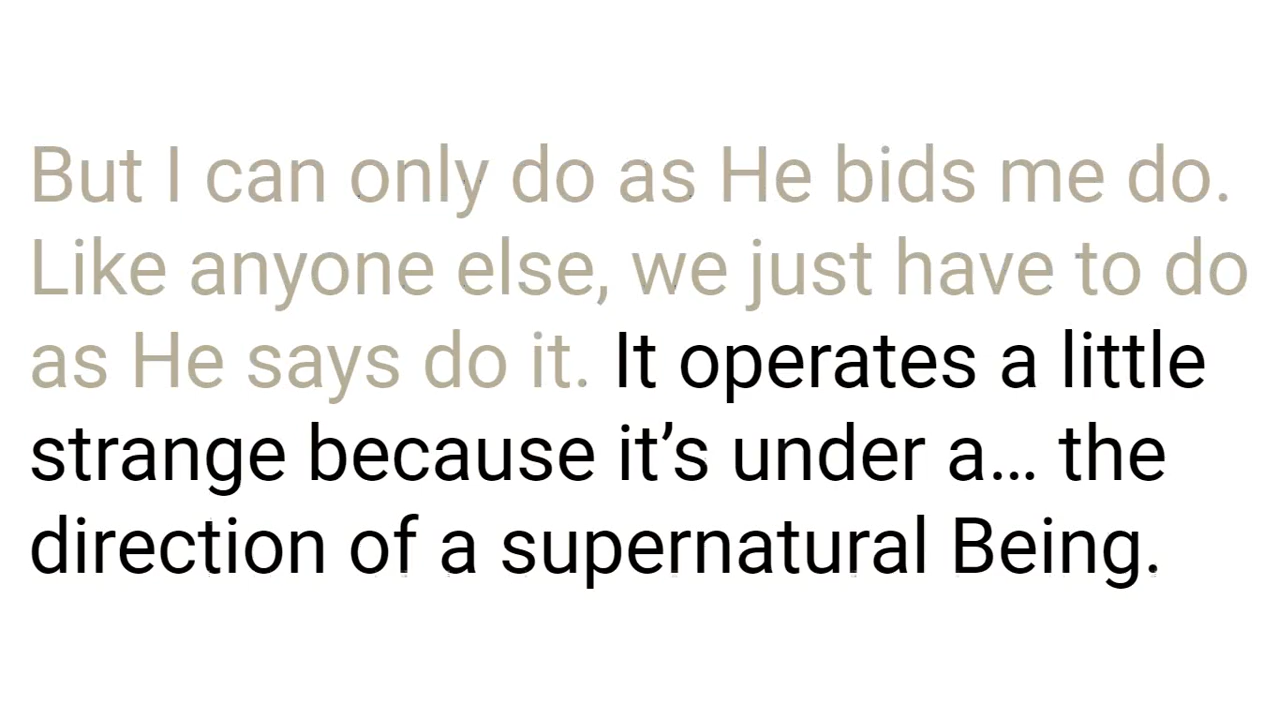 But I can only do as He bids me do.
Like anyone else, we just have to do
as He says do it. It operates a little
strange because it’s under a… the
direction of a supernatural Being.